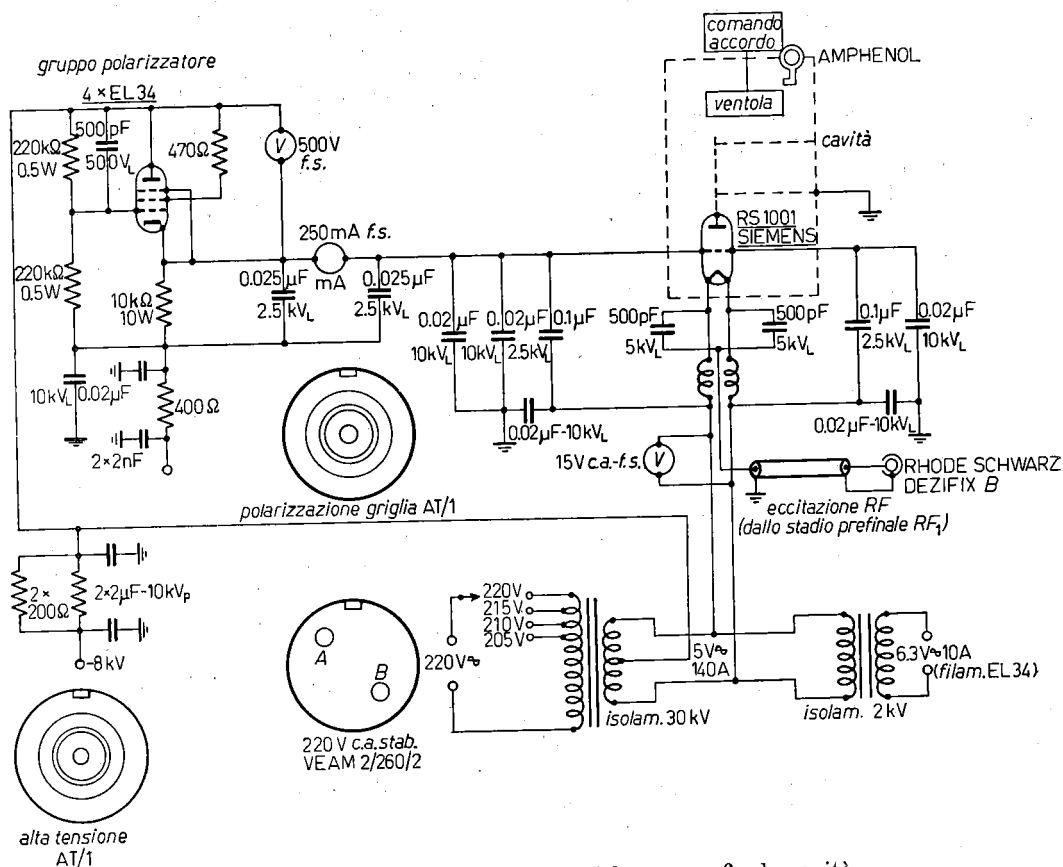 comando
accordo
AMPHENOL
ventola
cavità
gruppo polarizzatore
4×EL34
500pF
500VL
220kΩ
0.5W
470Ω
V
500V
f.s.
RS1001
SIEMENS
250mA f.s.
mA
220kΩ
0.5W
10kΩ
10W
0.025µF
2.5kVL
0.025µF
2.5kVL
0.02µF
10kVL
0.02µF
10kVL
0.1µF
2.5kVL
500pF
5kVL
500pF
5kVL
0.1µF
2.5kVL
0.02µF
10kVL
10kVL
0.02µF
400Ω
2×2nF
0.02µF-10kVL
0.02µF-10kVL
15V c.a.-f.s.
V
RHODE SCHWARZ
DEZIFIX B
eccitazione RF
(dallo stadio prefinale RF1)
polarizzazione griglia AT/1
2×
200Ω
2×2µF-10kVp
-8kV
220V
215V
210V
205V
220V≂
A
B
5V≂
140A
6.3V≂10A
(filam.EL34)
isolam. 30kV
isolam. 2kV
220V c.a.stab.
VEAM 2/260/2
alta tensione
AT/1